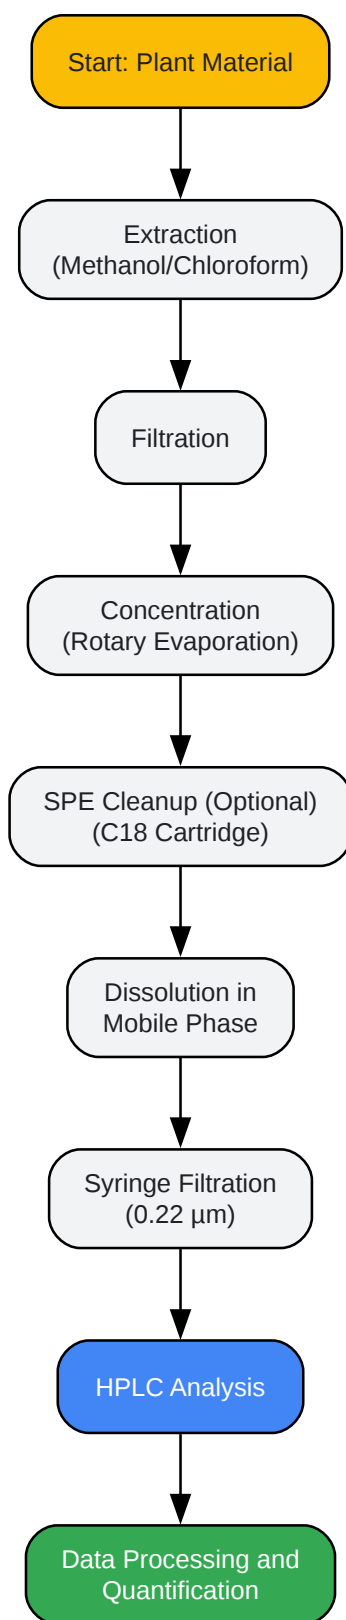 Start: Plant Material
Extraction
(Methanol/Chloroform)
Filtration
Concentration
(Rotary Evaporation)
SPE Cleanup (Optional)
(C18 Cartridge)
Dissolution in
Mobile Phase
Syringe Filtration
(0.22 µm)
HPLC Analysis
Data Processing and
Quantification